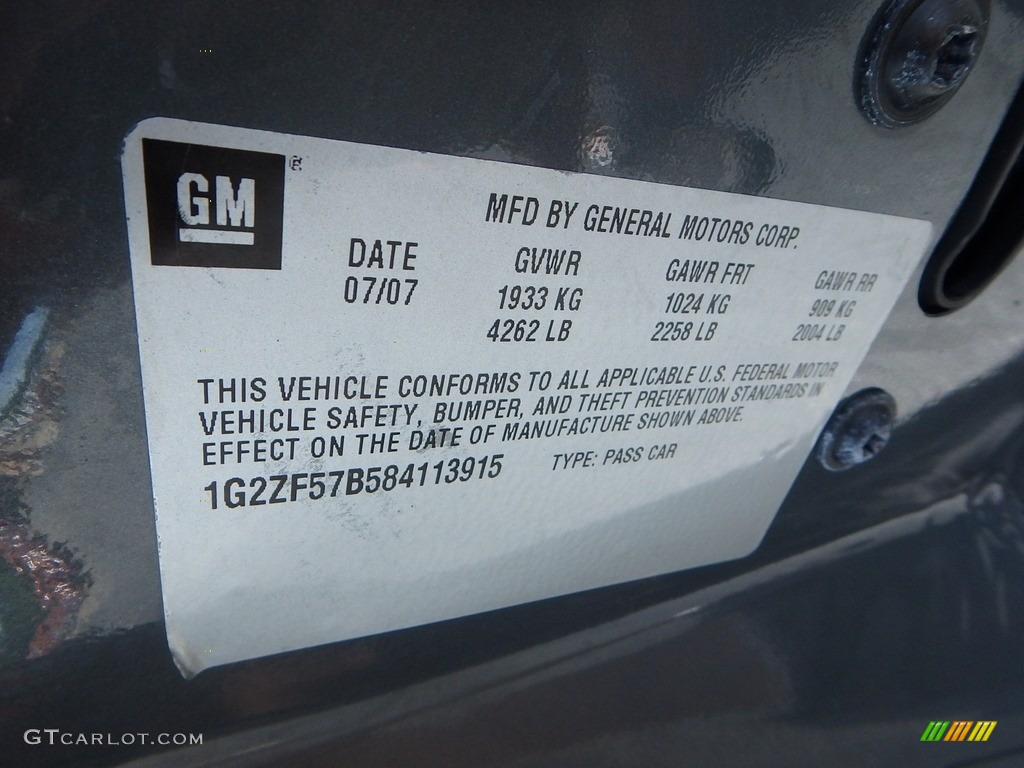 GM®
MFD BY GENERAL MOTORS CORP.
DATE GVWR GAWR FRT GAWR RR
07/07 1933 KG 1024 KG 909 KG
4262 LB 2258 LB 2004 LB
THIS VEHICLE CONFORMS TO ALL APPLICABLE U.S. FEDERAL MOTOR
VEHICLE SAFETY, BUMPER, AND THEFT PREVENTION STANDARDS IN
EFFECT ON THE DATE OF MANUFACTURE SHOWN ABOVE.
1G2ZF57B584113915 TYPE: PASS CAR
GTCARLOT.COM